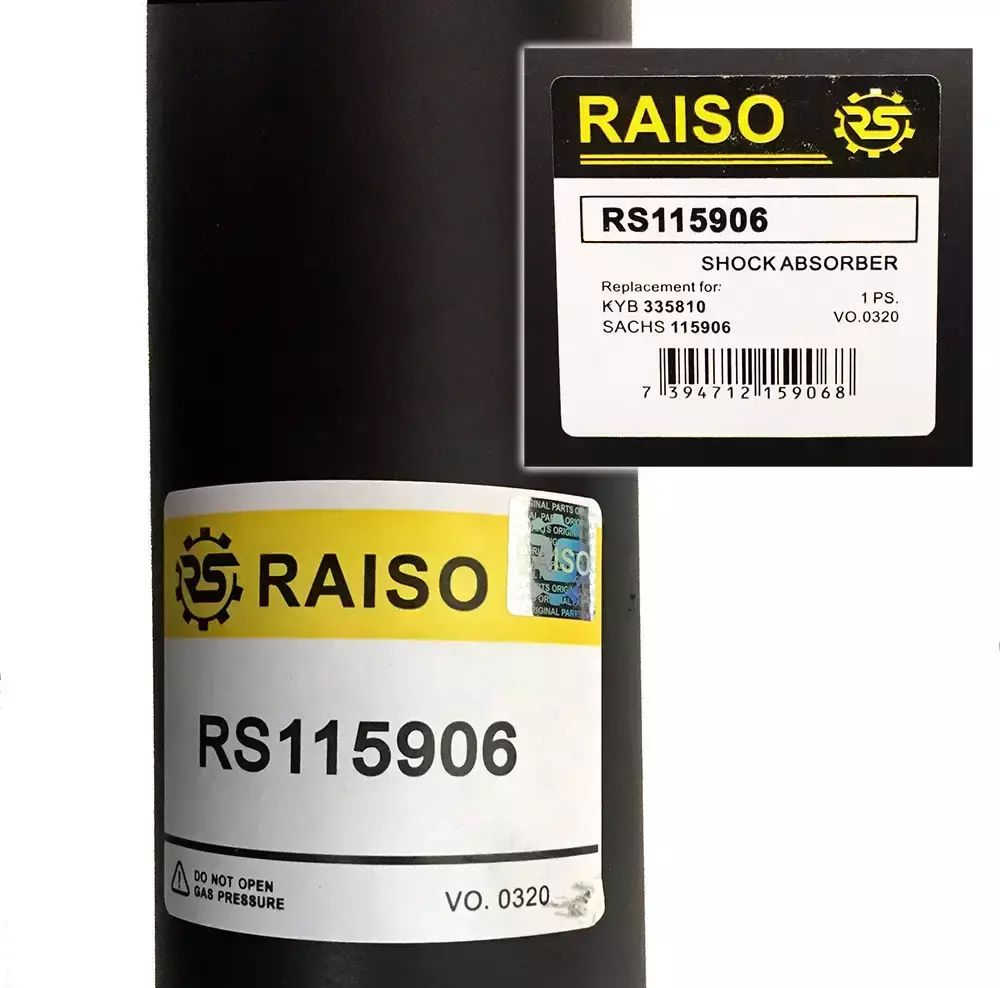 RAISO RS
RS115906
SHOCK ABSORBER
Replacement for:
KYB 335810
SACHS 115906
1 PS.
VO.0320
7 394712 159068
RS RAISO
RS115906
DO NOT OPEN
GAS PRESSURE
VO. 0320